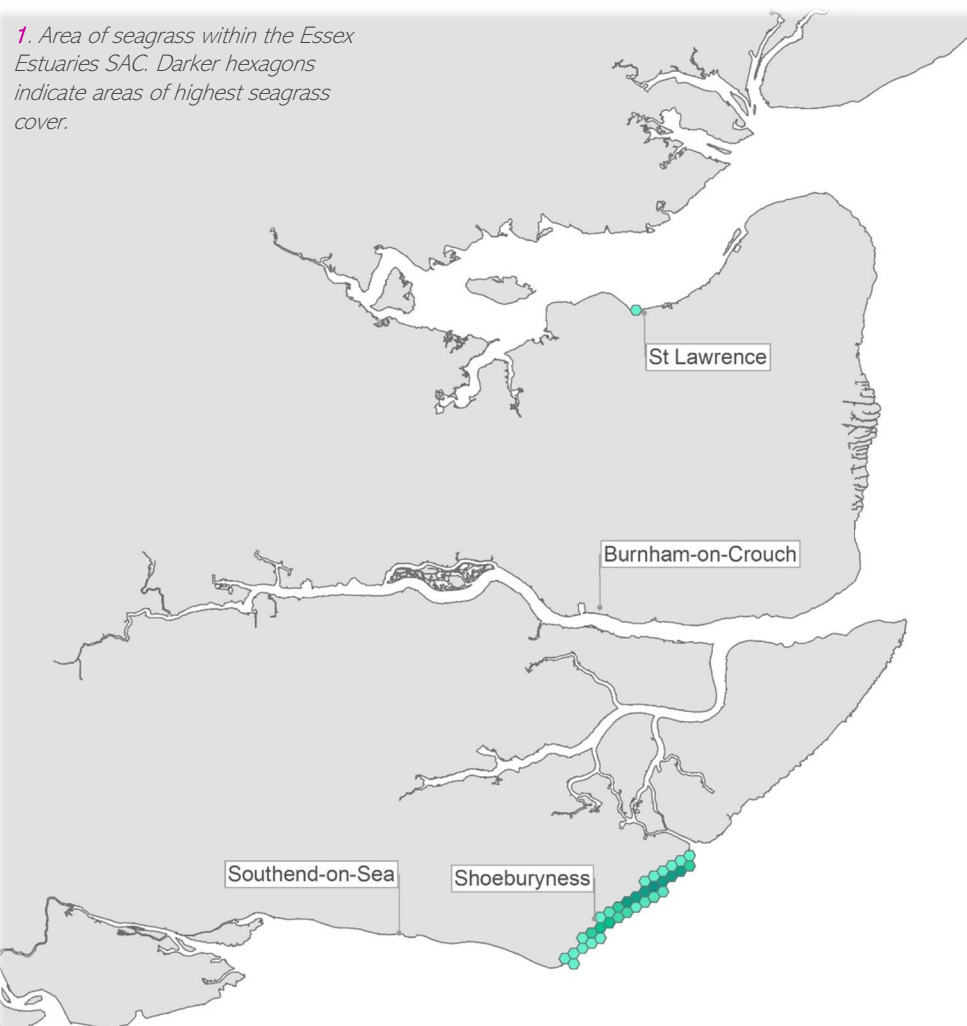 1. Area of seagrass within the Essex
Estuaries SAC. Darker hexagons
indicate areas of highest seagrass
cover.
St Lawrence
Burnham-on-Crouch
Southend-on-Sea
Shoeburyness